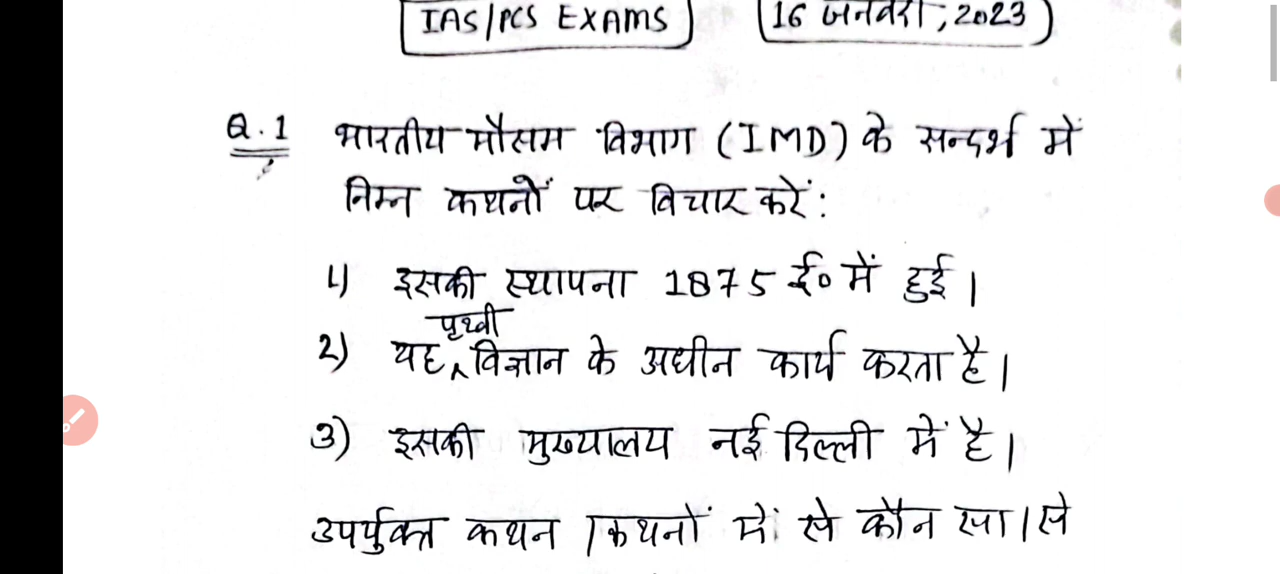 IAS/PCS EXAMS 16 जनवरी, 2023
Q.1 भारतीय मौसम विभाग (IMD) के सन्दर्भ में
निम्न कथनों पर विचार करें:
1) इसकी स्थापना 1875 ई० में हुई।
पृथ्वी
2) यह ^ विज्ञान के अधीन कार्य करता है।
3) इसकी मुख्यालय नई दिल्ली में है।
उपर्युक्त कथन/कथनों में से कौन सा/से